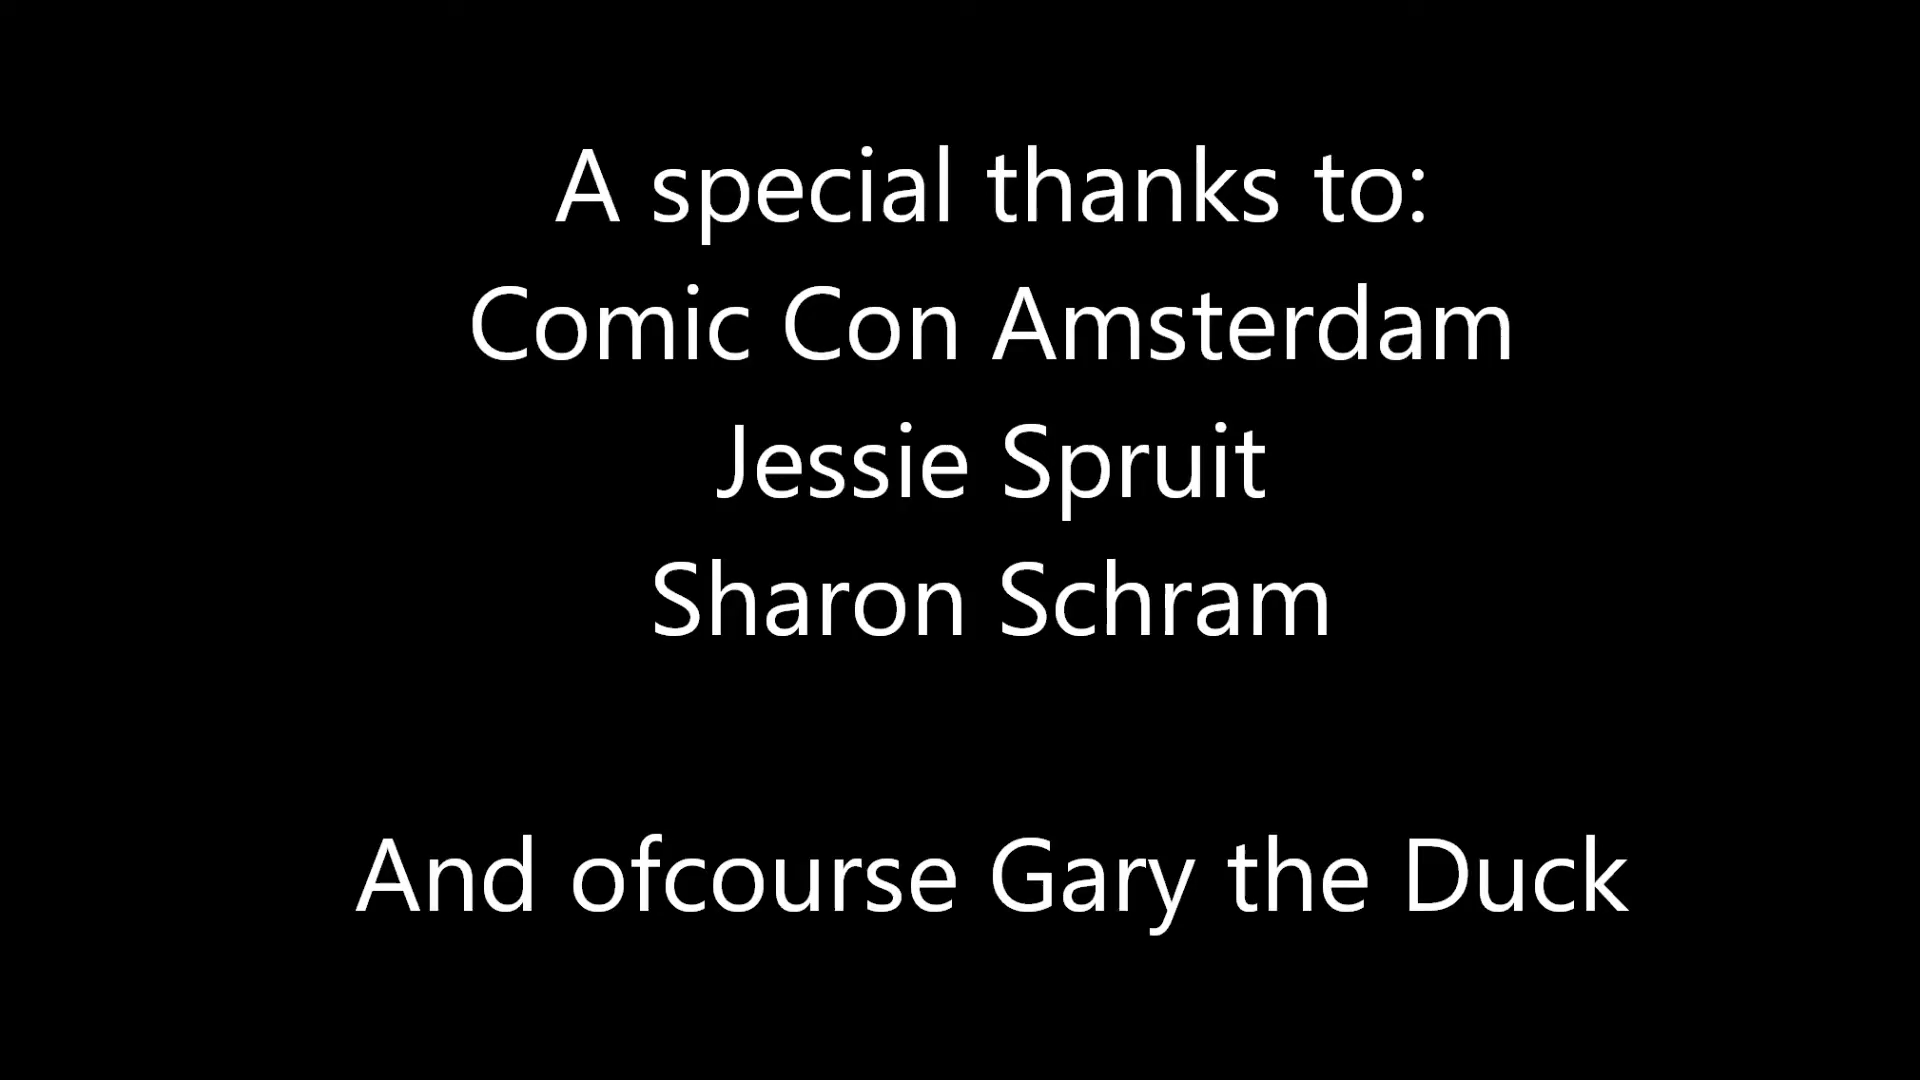 A special thanks to:
Comic Con Amsterdam
Jessie Spruit
Sharon Schram
And ofcourse Gary the Duck